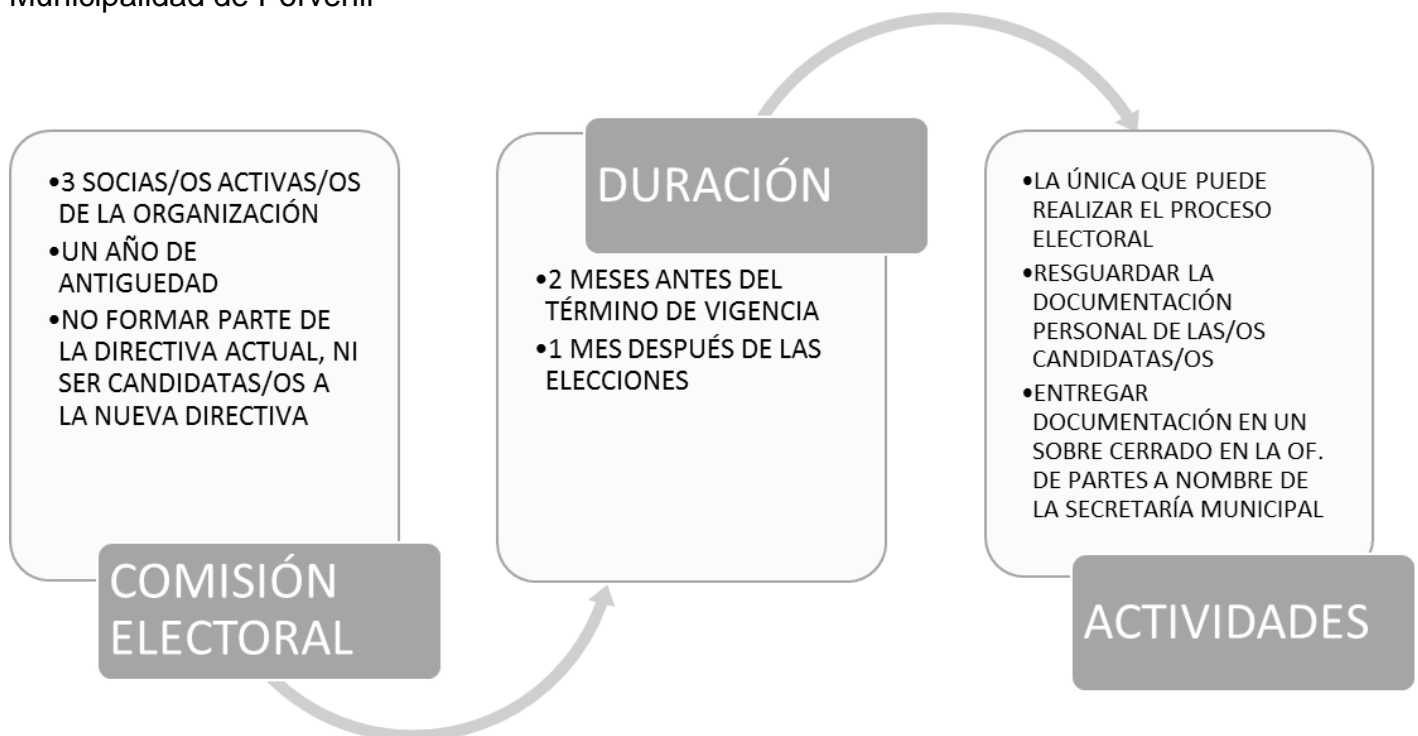 Municipalidad de Porvenir
•3 SOCIAS/OS ACTIVAS/OS
DE LA ORGANIZACIÓN
•UN AÑO DE
ANTIGUEDAD
•NO FORMAR PARTE DE
LA DIRECTIVA ACTUAL, NI
SER CANDIDATAS/OS A
LA NUEVA DIRECTIVA
COMISIÓN
ELECTORAL
DURACIÓN
•2 MESES ANTES DEL
TÉRMINO DE VIGENCIA
•1 MES DESPUÉS DE LAS
ELECCIONES
•LA ÚNICA QUE PUEDE
REALIZAR EL PROCESO
ELECTORAL
•RESGUARDAR LA
DOCUMENTACIÓN
PERSONAL DE LAS/OS
CANDIDATAS/OS
•ENTREGAR
DOCUMENTACIÓN EN UN
SOBRE CERRADO EN LA OF.
DE PARTES A NOMBRE DE
LA SECRETARÍA MUNICIPAL
ACTIVIDADES